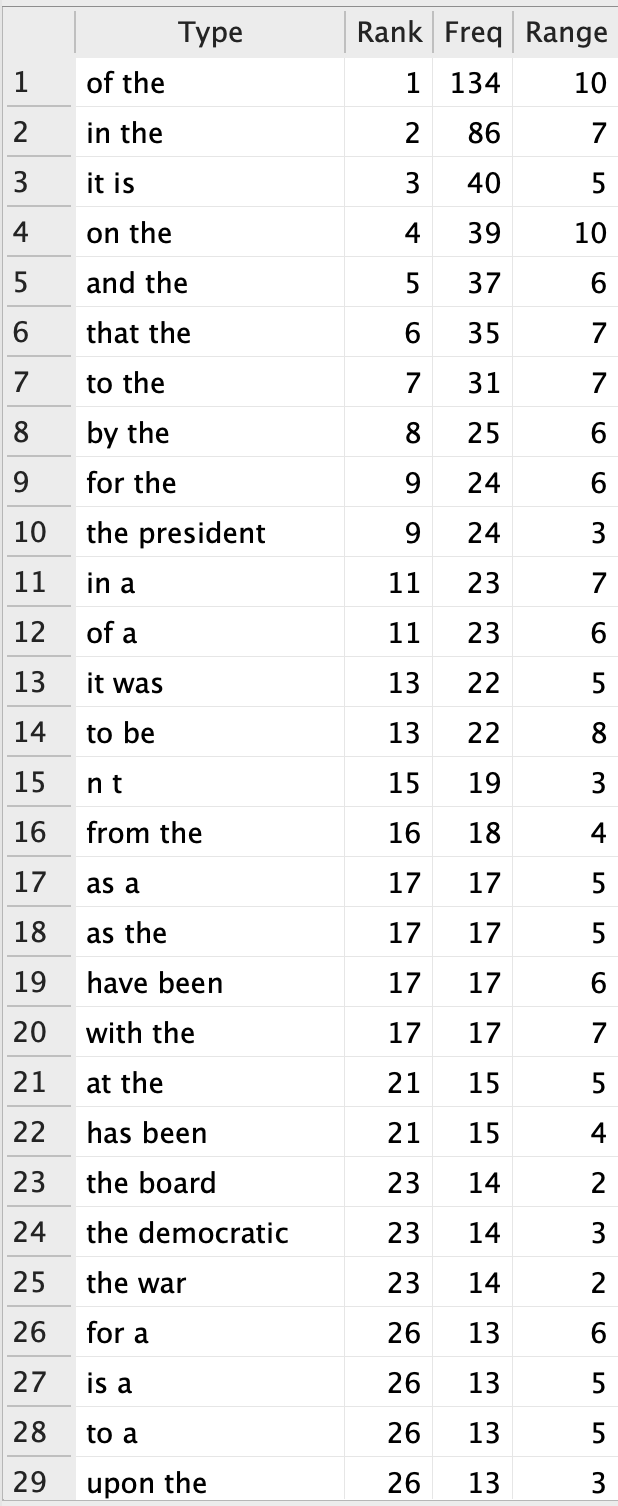 Type Rank Freq Range
1 of the 1 134 10
2 in the 2 86 7
3 it is 3 40 5
4 on the 4 39 10
5 and the 5 37 6
6 that the 6 35 7
7 to the 7 31 7
8 by the 8 25 6
9 for the 9 24 6
10 the president 9 24 3
11 in a 11 23 7
12 of a 11 23 6
13 it was 13 22 5
14 to be 13 22 8
15 n t 15 19 3
16 from the 16 18 4
17 as a 17 17 5
18 as the 17 17 5
19 have been 17 17 6
20 with the 17 17 7
21 at the 21 15 5
22 has been 21 15 4
23 the board 23 14 2
24 the democratic 23 14 3
25 the war 23 14 2
26 for a 26 13 6
27 is a 26 13 5
28 to a 26 13 5
29 upon the 26 13 3